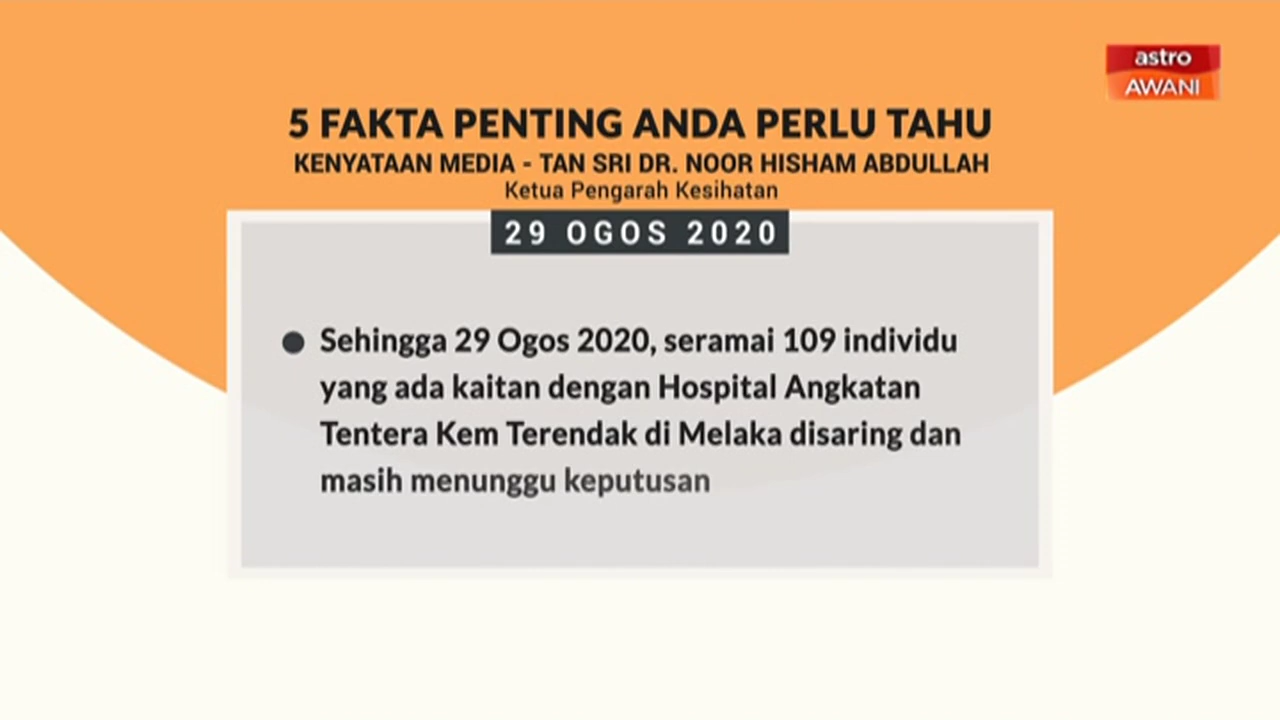 astro
AWANI
5 FAKTA PENTING ANDA PERLU TAHU
KENYATAAN MEDIA - TAN SRI DR. NOOR HISHAM ABDULLAH
Ketua Pengarah Kesihatan
29 OGOS 2020
● Sehingga 29 Ogos 2020, seramai 109 individu
yang ada kaitan dengan Hospital Angkatan
Tentera Kem Terendak di Melaka disaring dan
masih menunggu keputusan